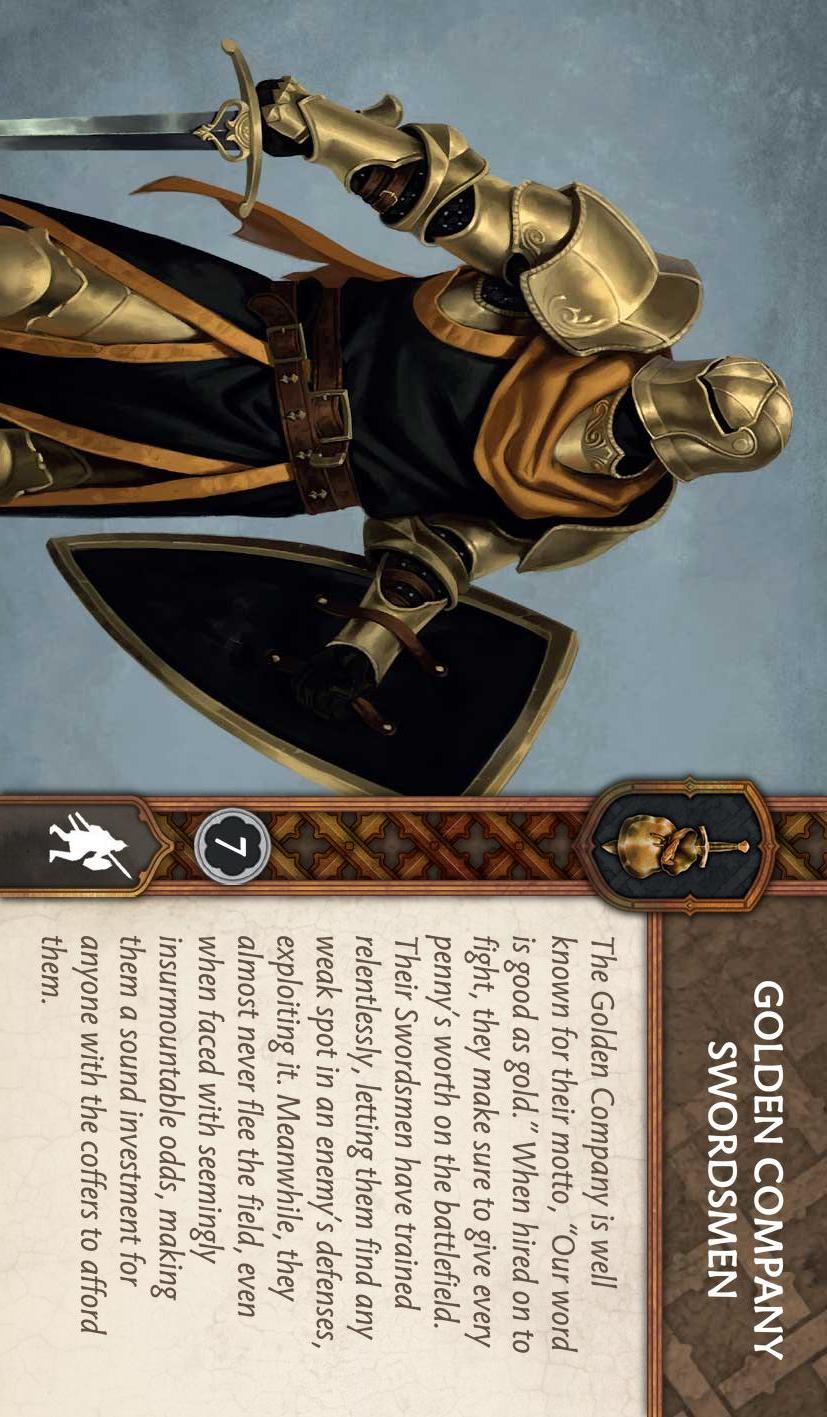 GOLDEN COMPANY
SWORDSMEN
7
The Golden Company is well
known for their motto, "Our word
is good as gold." When hired on to
fight, they make sure to give every
penny's worth on the battlefield.
Their Swordsmen have trained
relentlessly, letting them find any
weak spot in an enemy's defenses,
exploiting it. Meanwhile, they
almost never flee the field, even
when faced with seemingly
insurmountable odds, making
them a sound investment for
anyone with the coffers to afford
them.